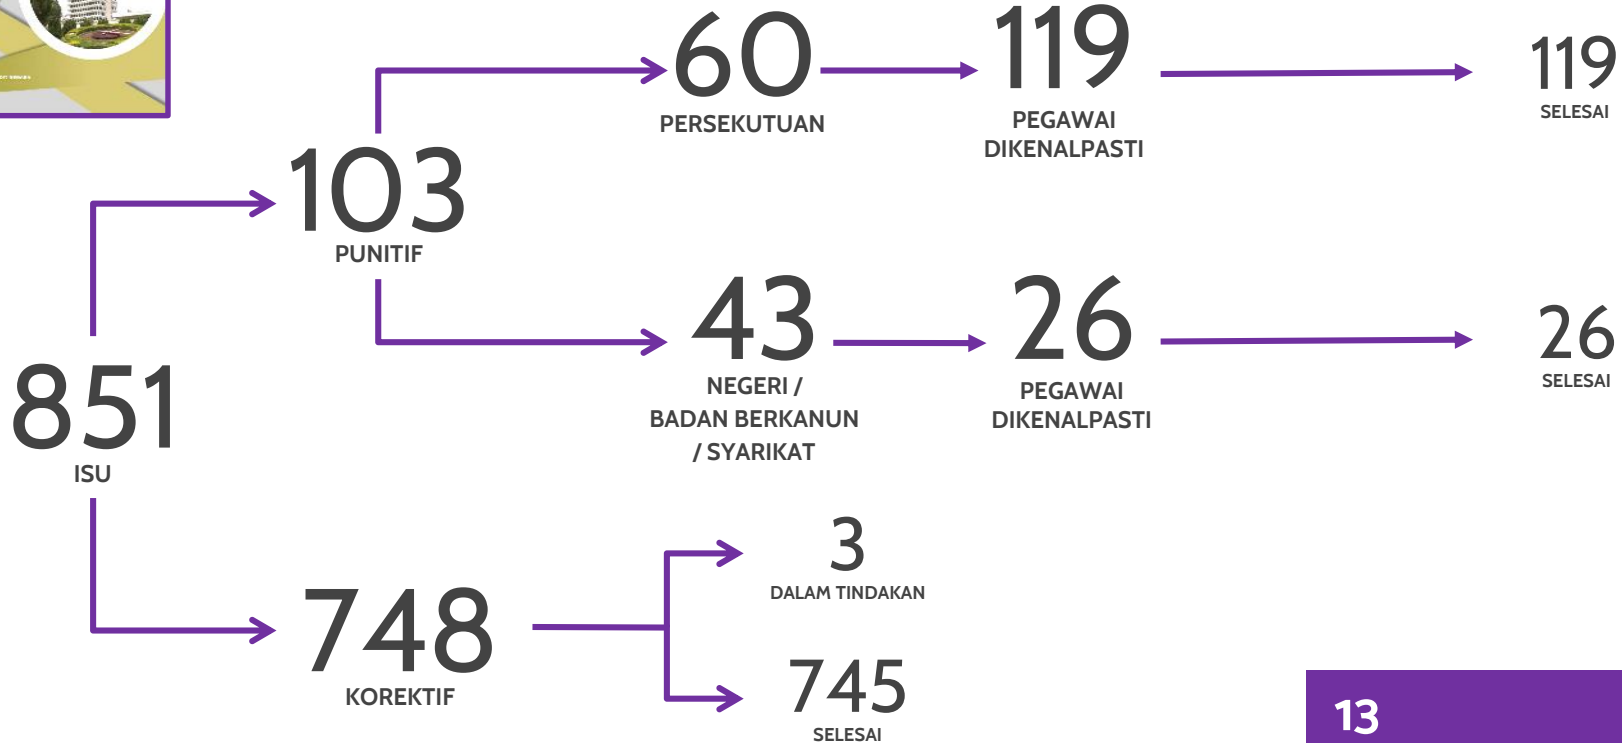 60
PERSEKUTUAN
119
PEGAWAI
DIKENALPASTI
119
SELESAI
103
PUNITIF
43
NEGERI /
BADAN BERKANUN
/ SYARIKAT
26
PEGAWAI
DIKENALPASTI
26
SELESAI
851
ISU
3
DALAM TINDAKAN
748
KOREKTIF
745
SELESAI
13